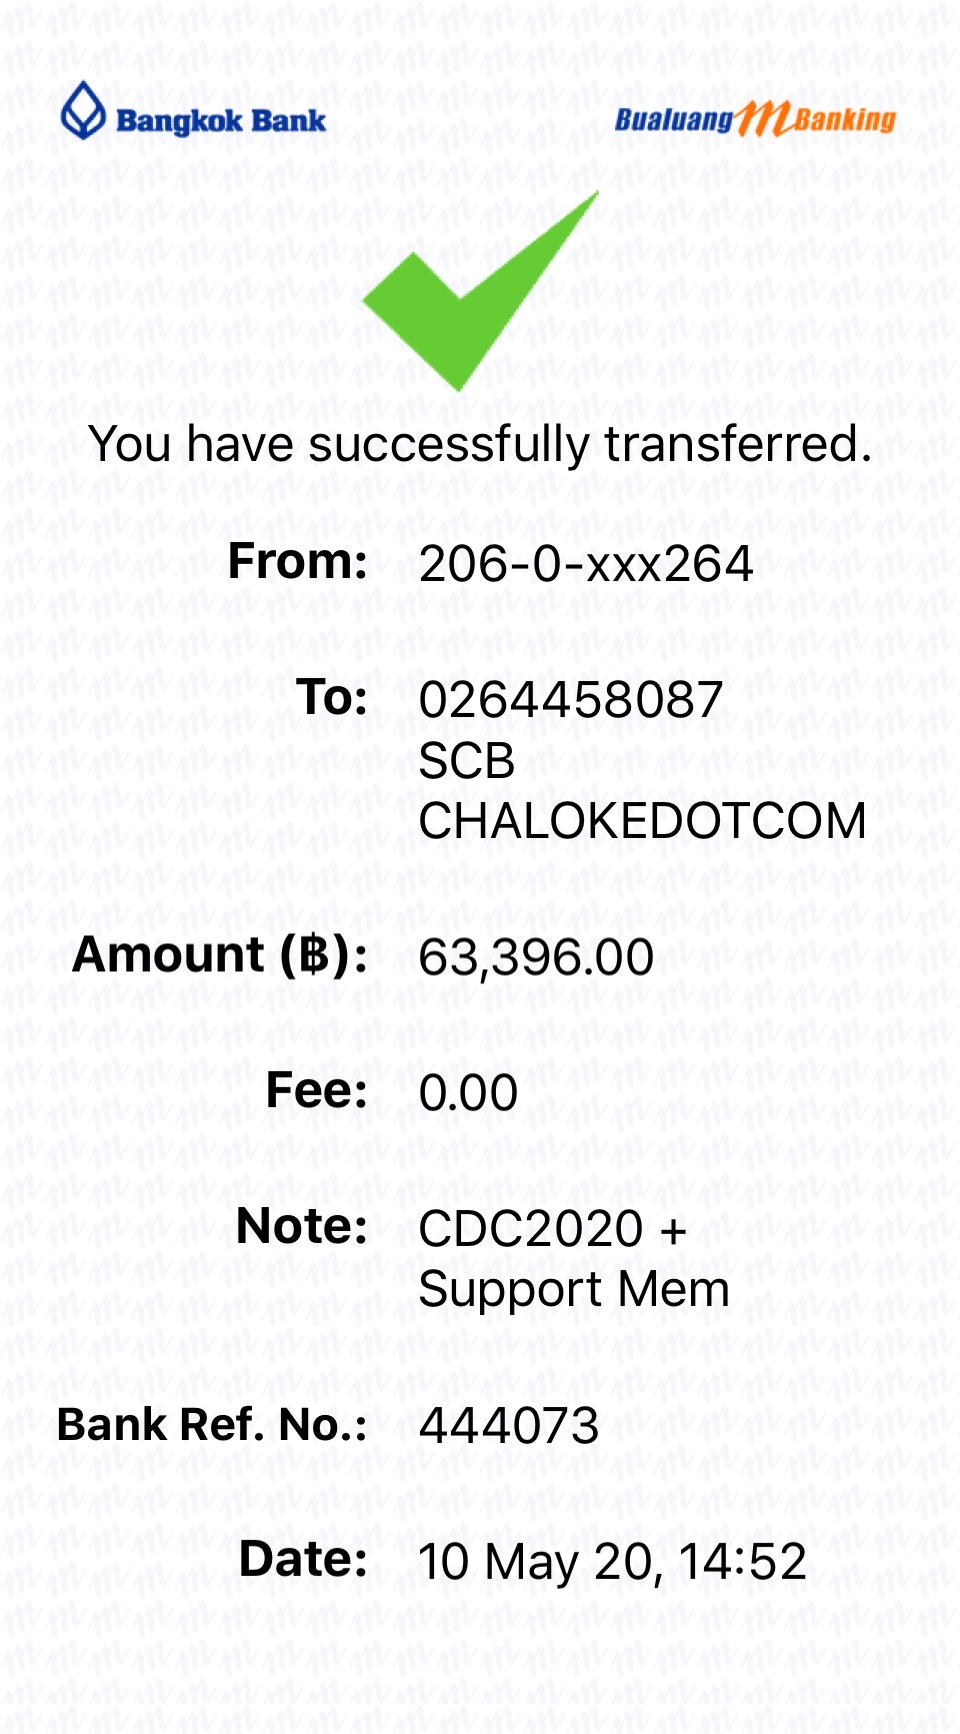 Bangkok Bank
Bualuang mBanking
You have successfully transferred.
From: 206-0-xxx264
To: 0264458087
SCB
CHALOKEDOTCOM
Amount (฿): 63,396.00
Fee: 0.00
Note: CDC2020 +
Support Mem
Bank Ref. No.: 444073
Date: 10 May 20, 14:52